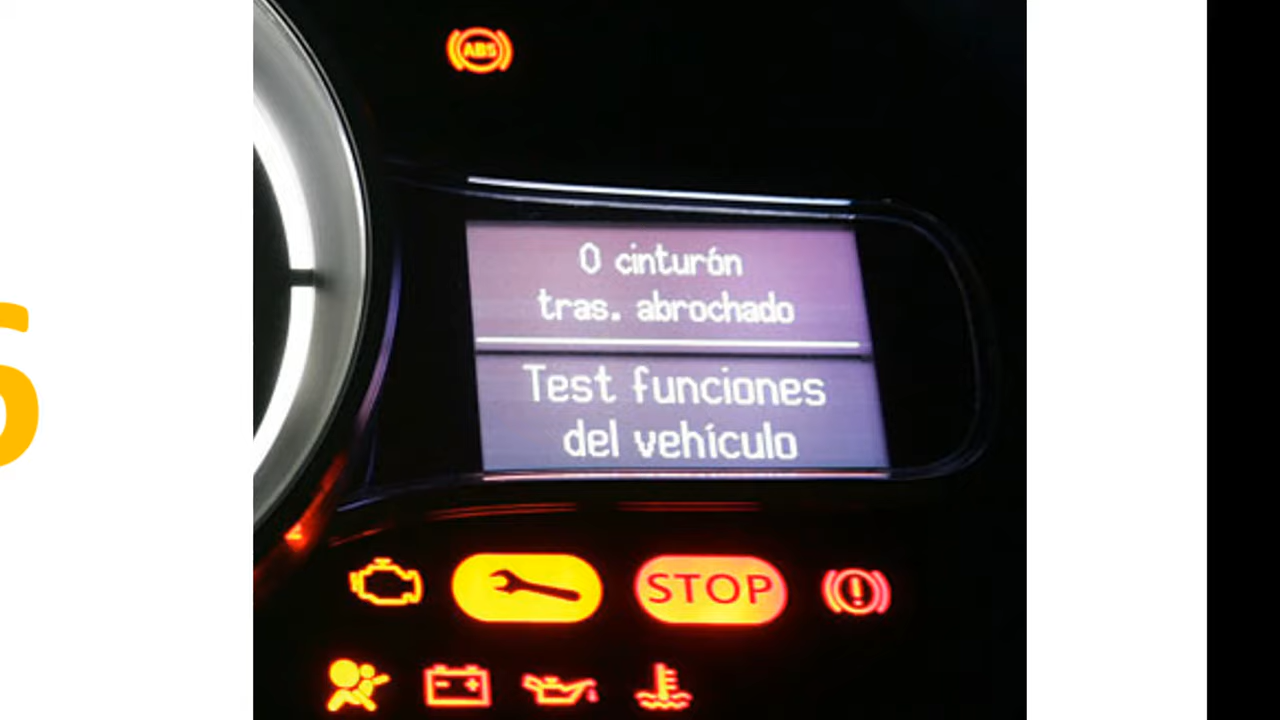 ABS
0 cinturón
tras. abrochado
Test funciones
del vehículo
STOP